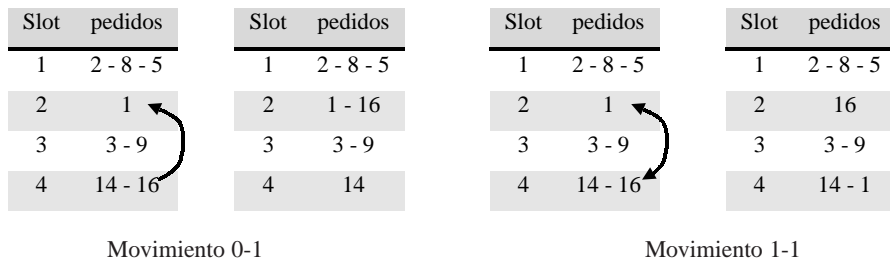 Slot pedidos Slot pedidos Slot pedidos Slot pedidos
1 2 - 8 - 5 1 2 - 8 - 5 1 2 - 8 - 5 1 2 - 8 - 5
2 1 2 1 - 16 2 1 2 16
3 3 - 9 3 3 - 9 3 3 - 9 3 3 - 9
4 14 - 16 4 14 4 14 - 16 4 14 - 1
Movimiento 0-1 Movimiento 1-1